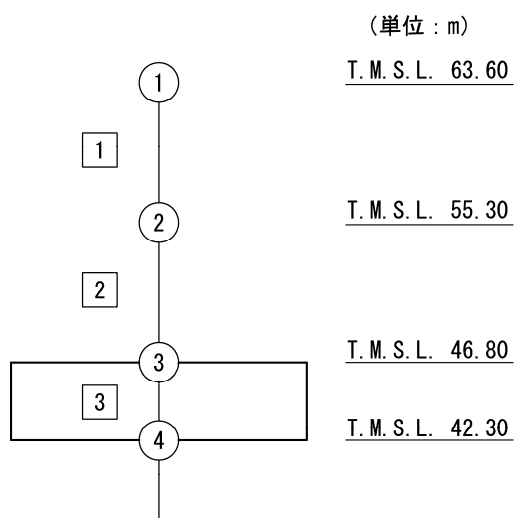 (単位:m)
① T.M.S.L. 63.60
1
② T.M.S.L. 55.30
2
③ T.M.S.L. 46.80
3
④ T.M.S.L. 42.30